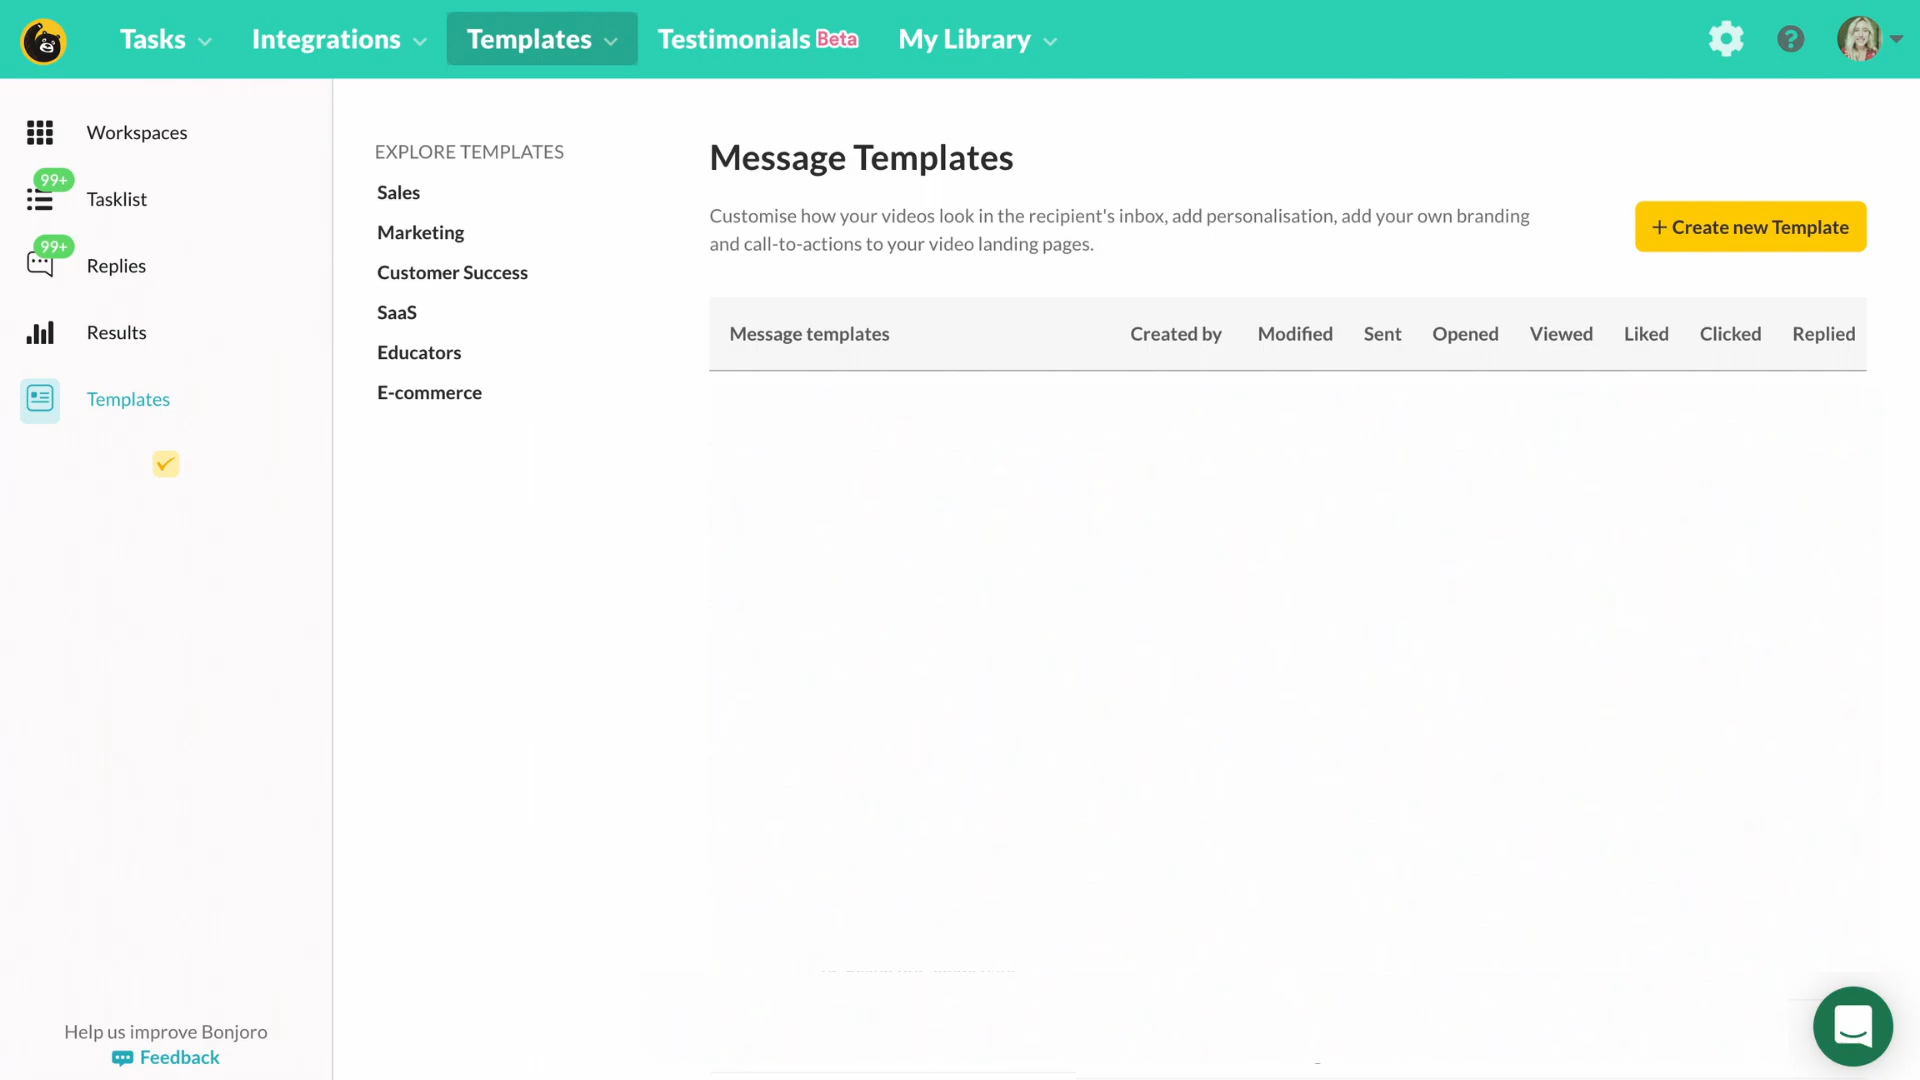 Tasks
Integrations
Templates
Testimonials Beta
My Library
Workspaces
99+
Tasklist
99+
Replies
Results
Templates
Help us improve Bonjoro
Feedback
EXPLORE TEMPLATES
Sales
Marketing
Customer Success
SaaS
Educators
E-commerce
Message Templates
Customise how your videos look in the recipient's inbox, add personalisation, add your own branding
and call-to-actions to your video landing pages.
+ Create new Template
Message templates Created by Modified Sent Opened Viewed Liked Clicked Replied